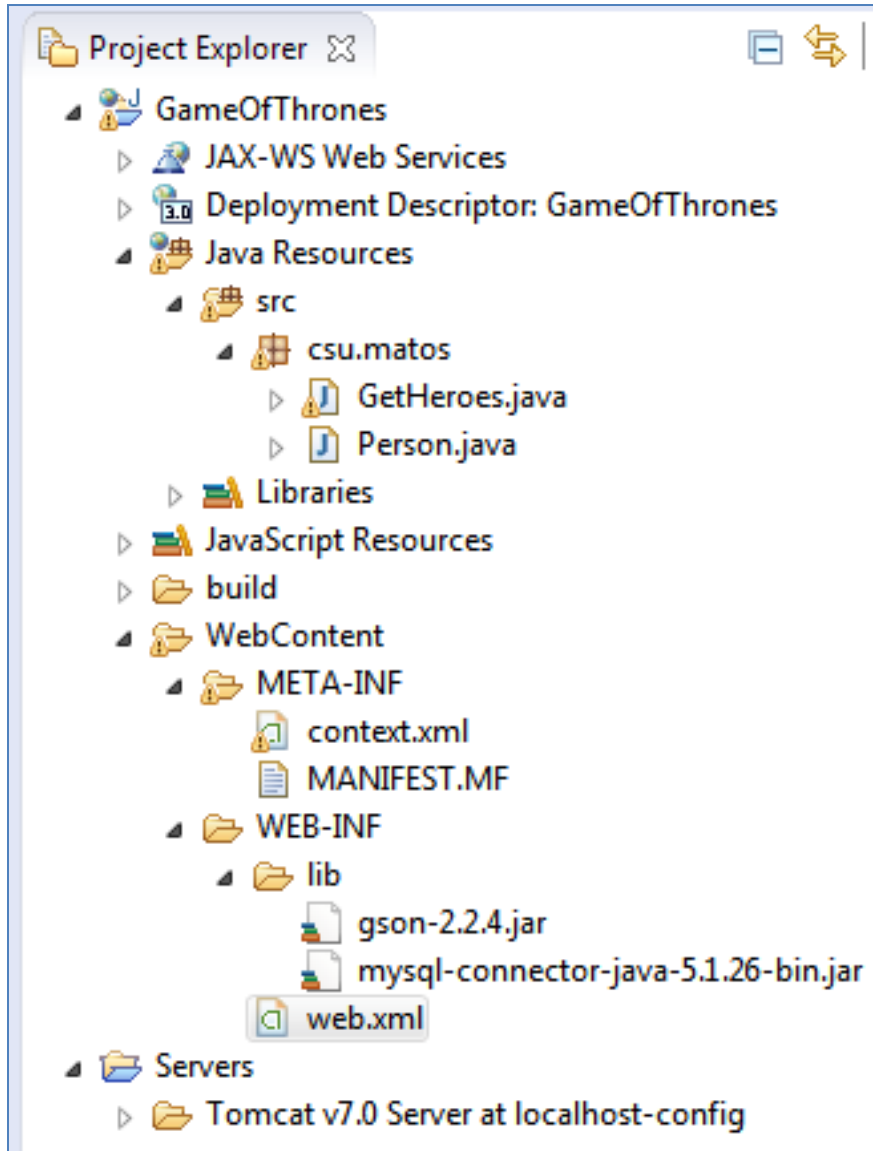 Project Explorer
GameOfThrones
JAX-WS Web Services
3.0 Deployment Descriptor: GameOfThrones
Java Resources
src
csu.matos
J GetHeroes.java
J Person.java
Libraries
JavaScript Resources
build
WebContent
META-INF
context.xml
MANIFEST.MF
WEB-INF
lib
gson-2.2.4.jar
mysql-connector-java-5.1.26-bin.jar
web.xml
Servers
Tomcat v7.0 Server at localhost-config